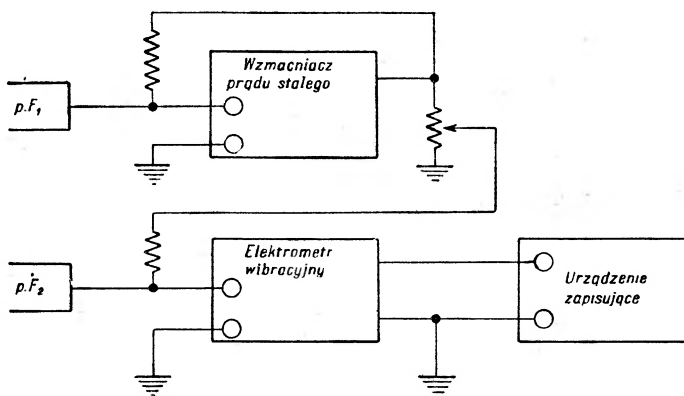 Wzmacniacz
prądu stałego
p.F₁
Elektrometr
wibracyjny
p.F₂
Urządzenie
zapisujące